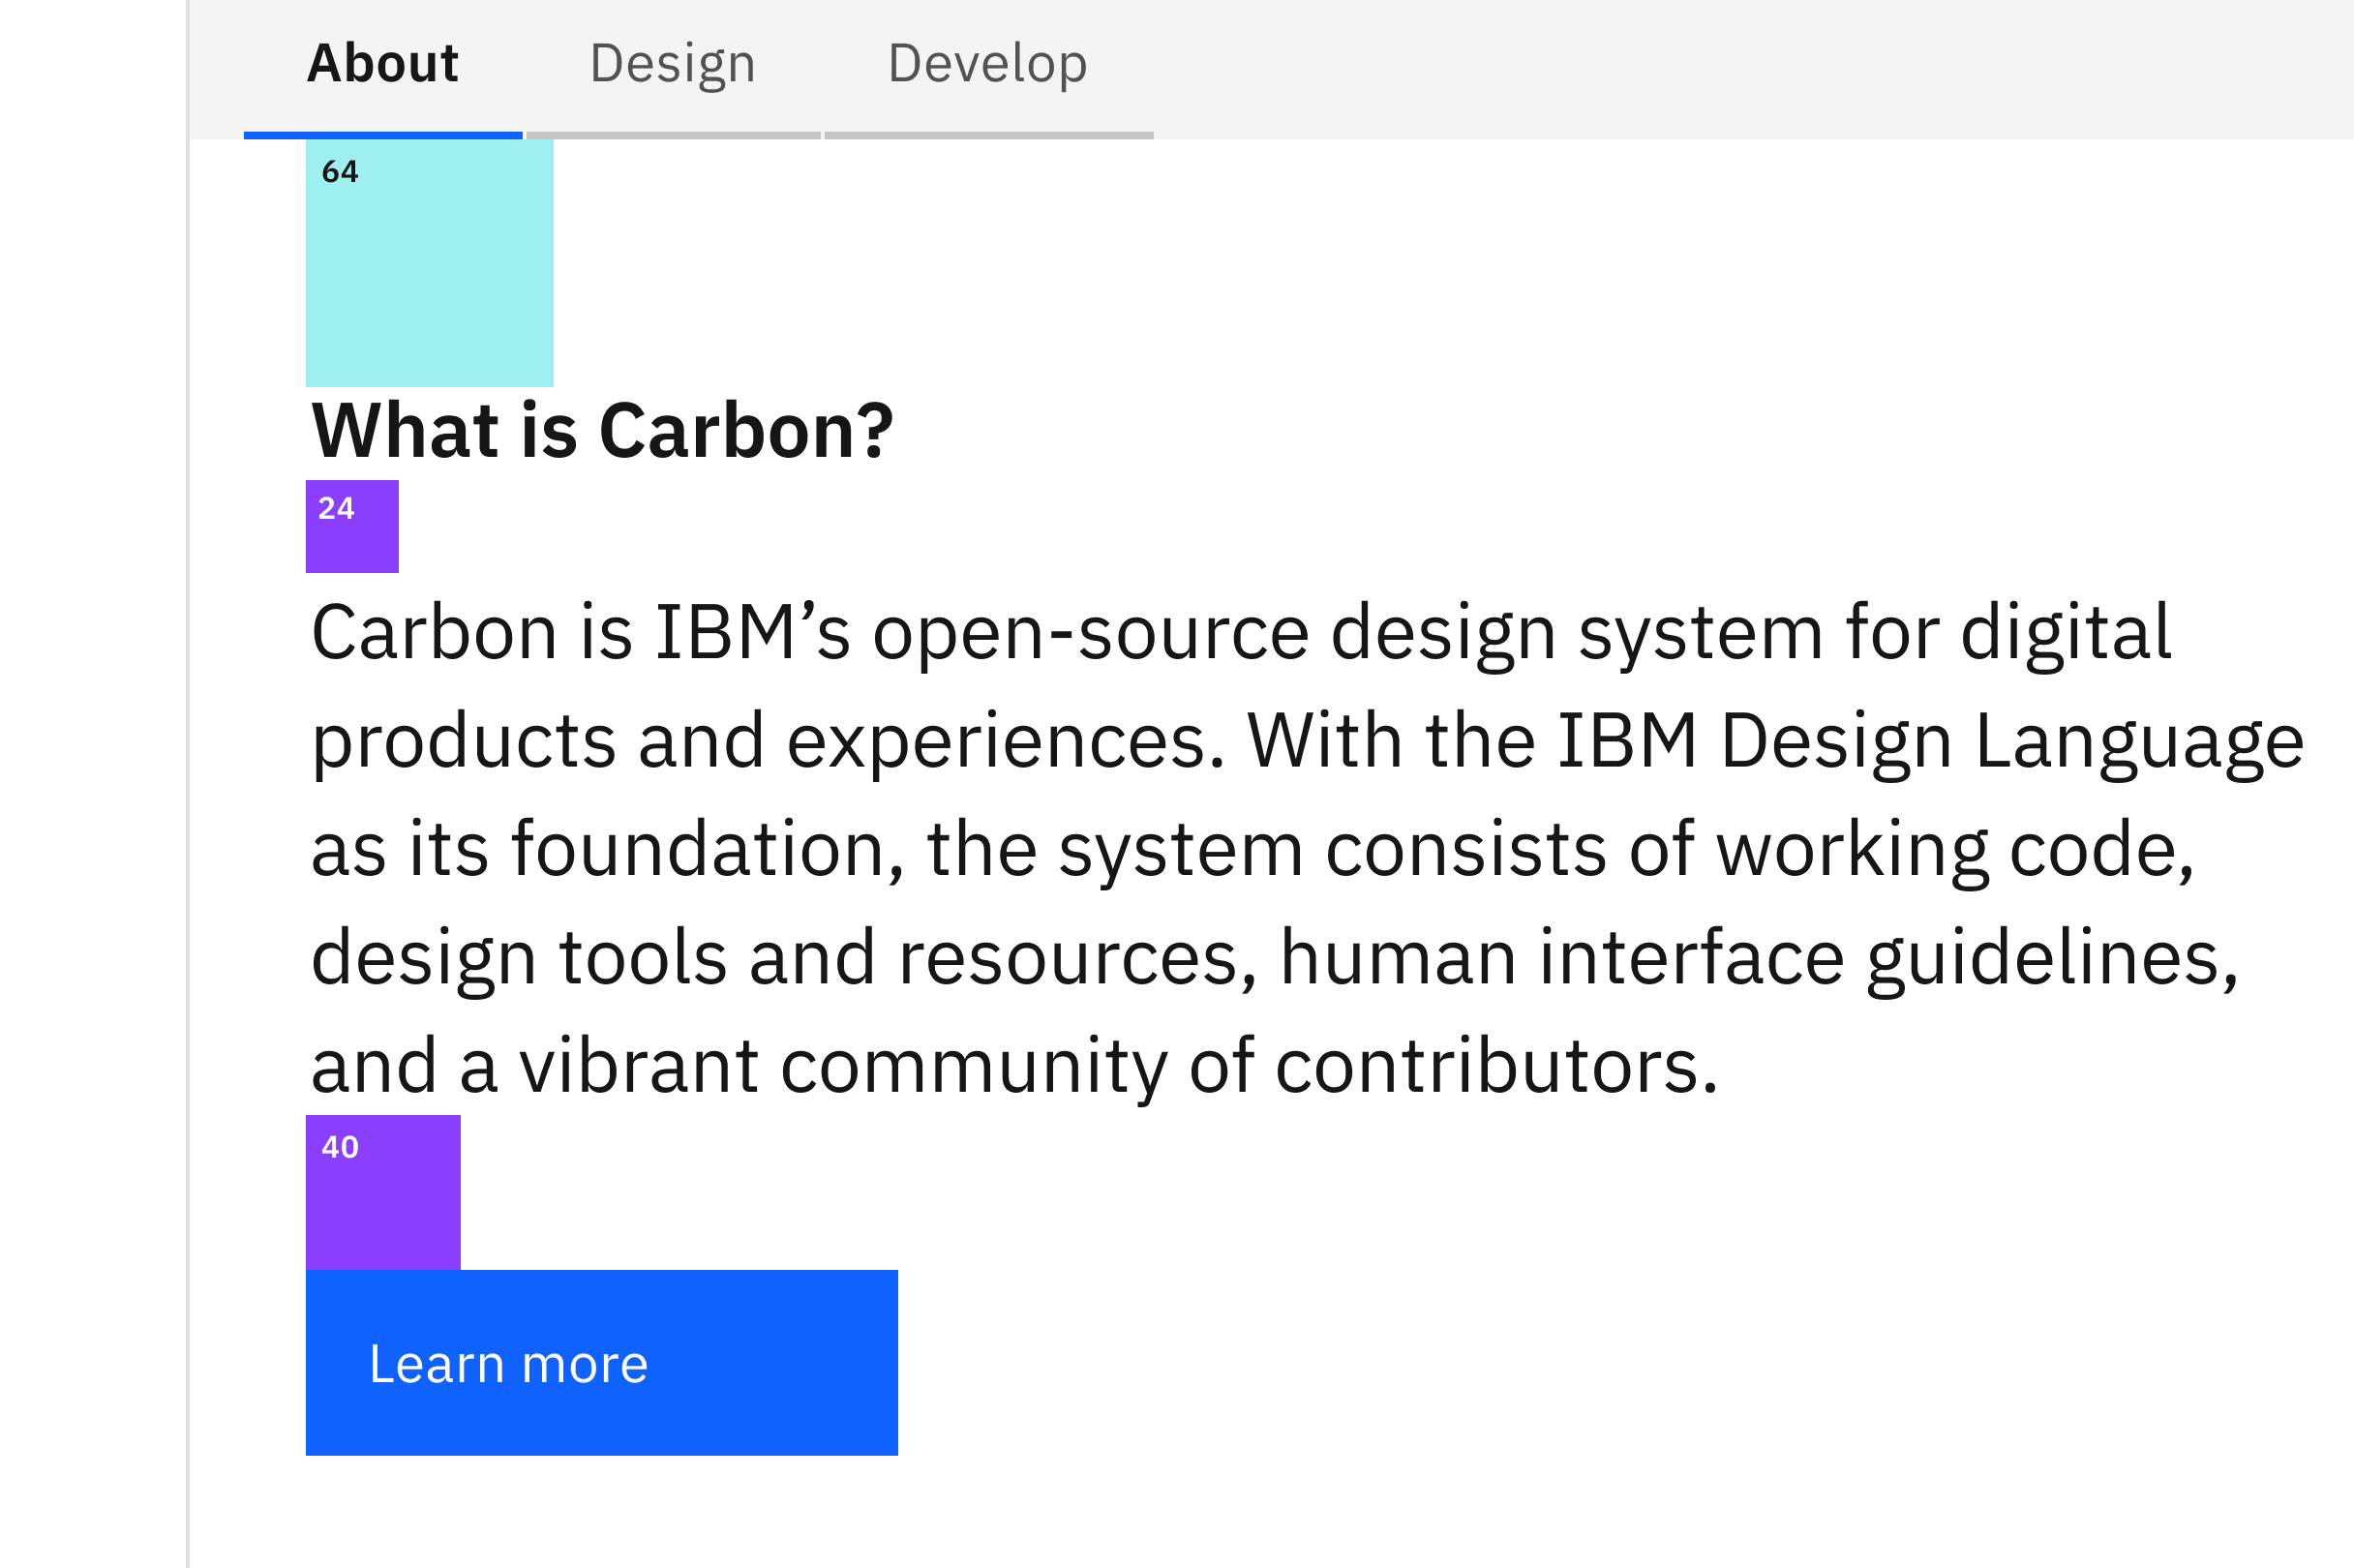 About Design Develop
64
What is Carbon?
24
Carbon is IBM’s open-source design system for digital
products and experiences. With the IBM Design Language
as its foundation, the system consists of working code,
design tools and resources, human interface guidelines,
and a vibrant community of contributors.
40
Learn more